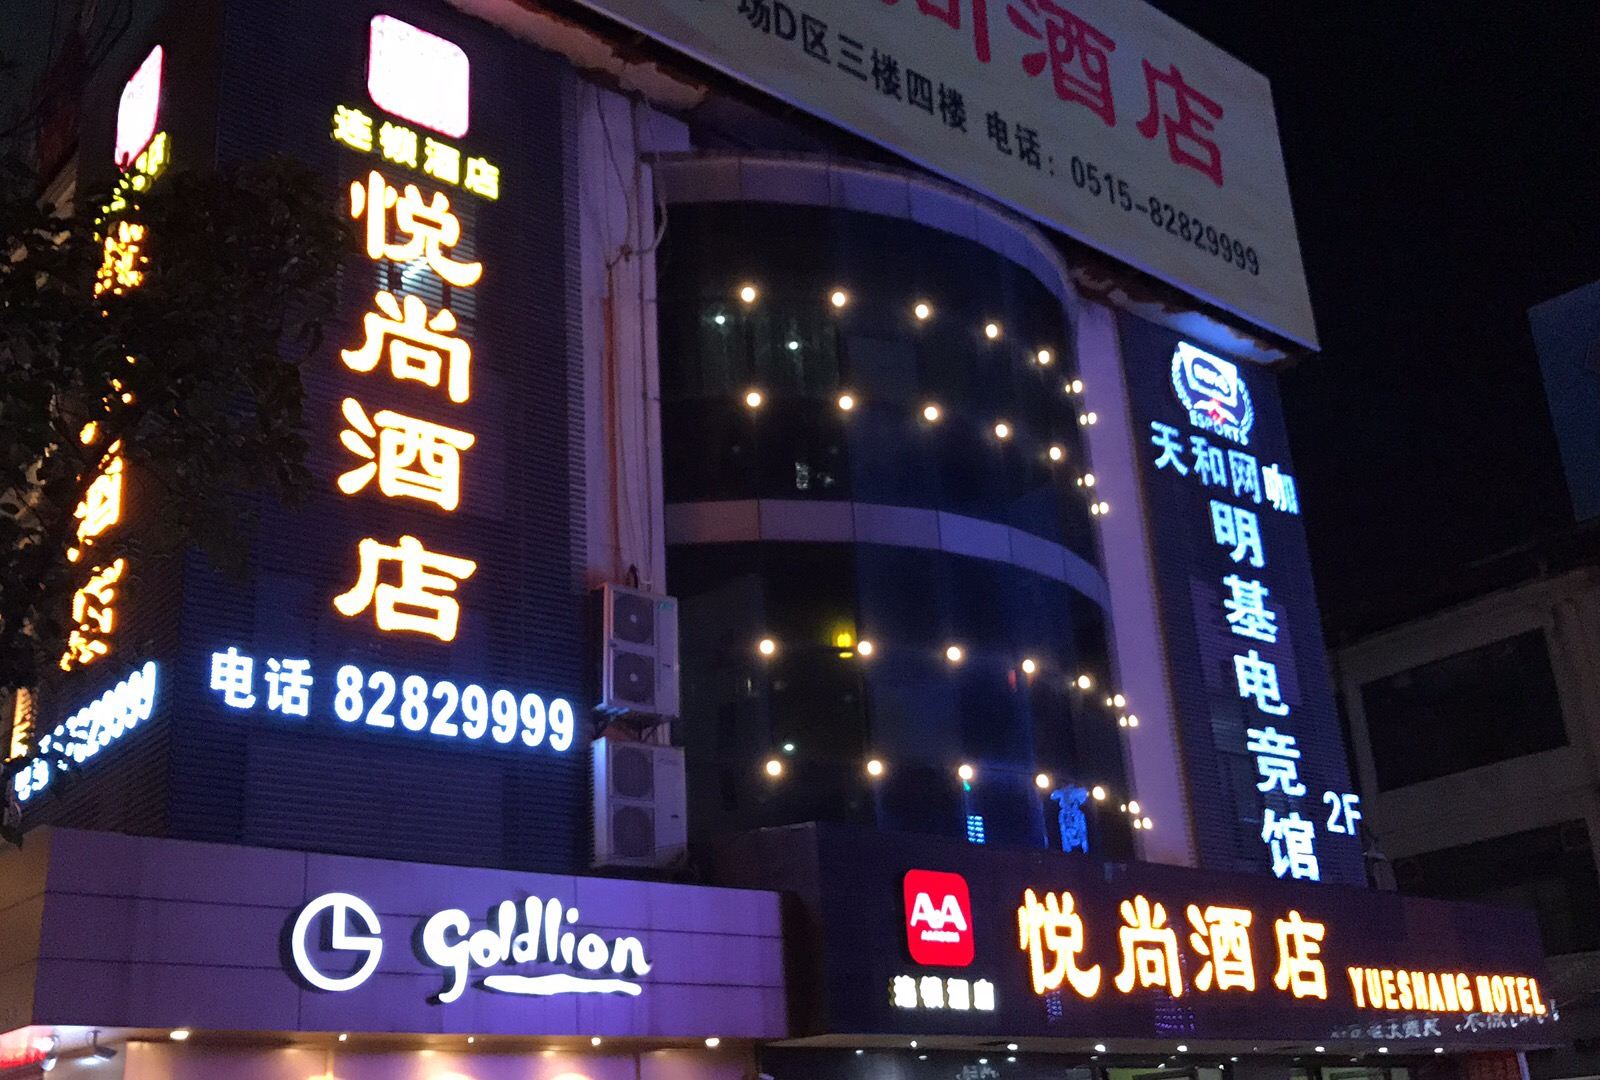 酒店
场D区三楼四楼 电话：0515-82829999
连锁酒店
悦尚酒店
电话 82829999
ESPORTS
天和网咖
明基电竞馆
2F
Goldlion
A.A
连锁酒店
悦尚酒店
YUESHANG HOTEL